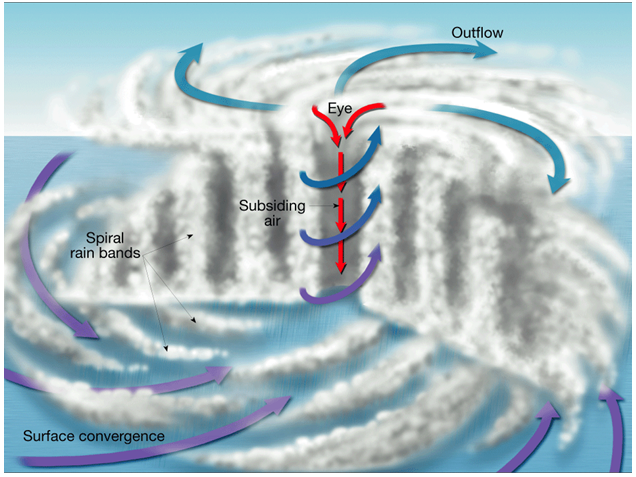 Outflow
Eye
Subsiding
air
Spiral
rain bands
Surface convergence